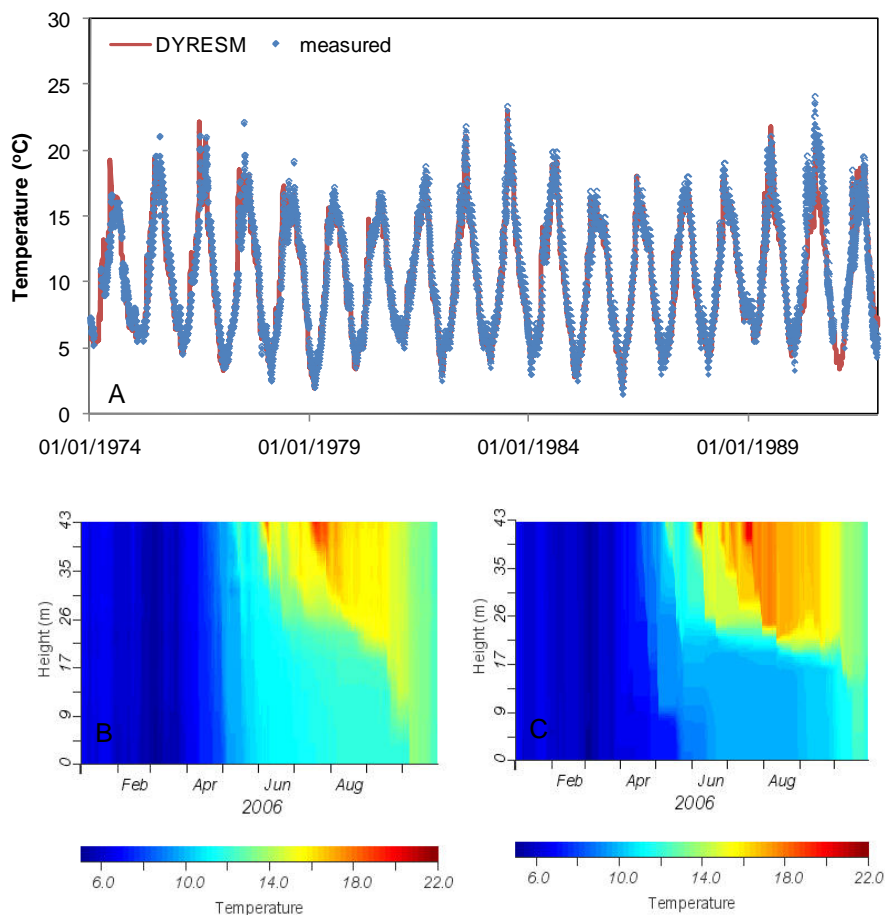 30
25
20
15
10
5
0
Temperature (ºC)
DYRESM measured
A
01/01/1974 01/01/1979 01/01/1984 01/01/1989
43
35
26
17
9
0
Height (m)
B
Feb Apr Jun Aug
2006
6.0 10.0 14.0 18.0 22.0
Temperature
43
35
26
17
9
0
Height (m)
C
Feb Apr Jun Aug
2006
6.0 10.0 14.0 18.0 22.0
Temperature